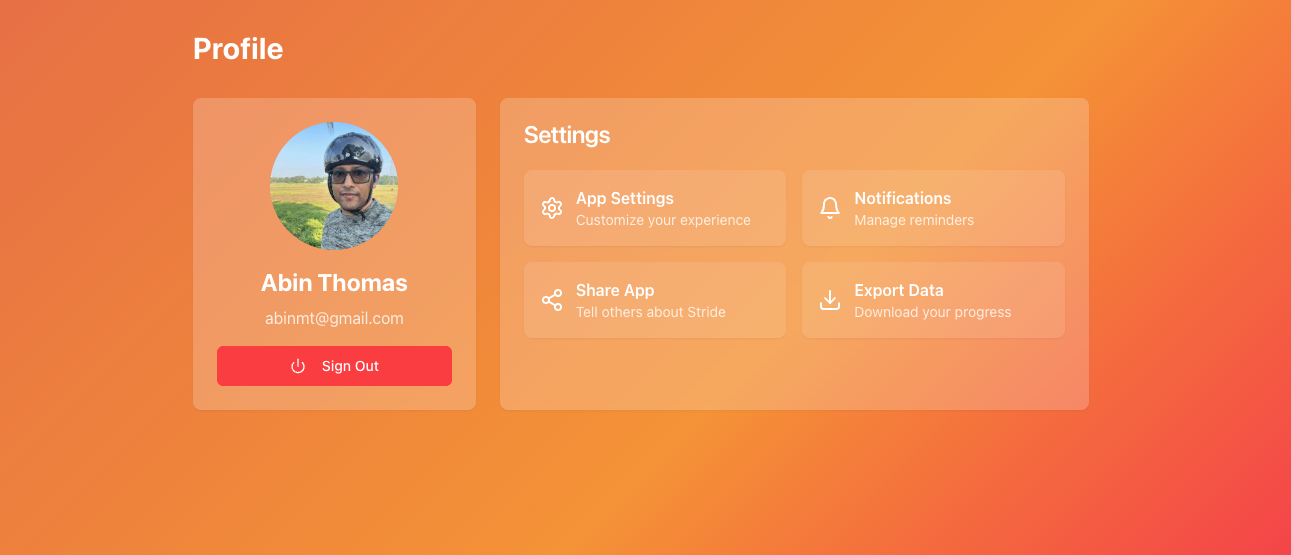 Profile
Abin Thomas
abinmt@gmail.com
Sign Out
Settings
App Settings
Customize your experience
Notifications
Manage reminders
Share App
Tell others about Stride
Export Data
Download your progress